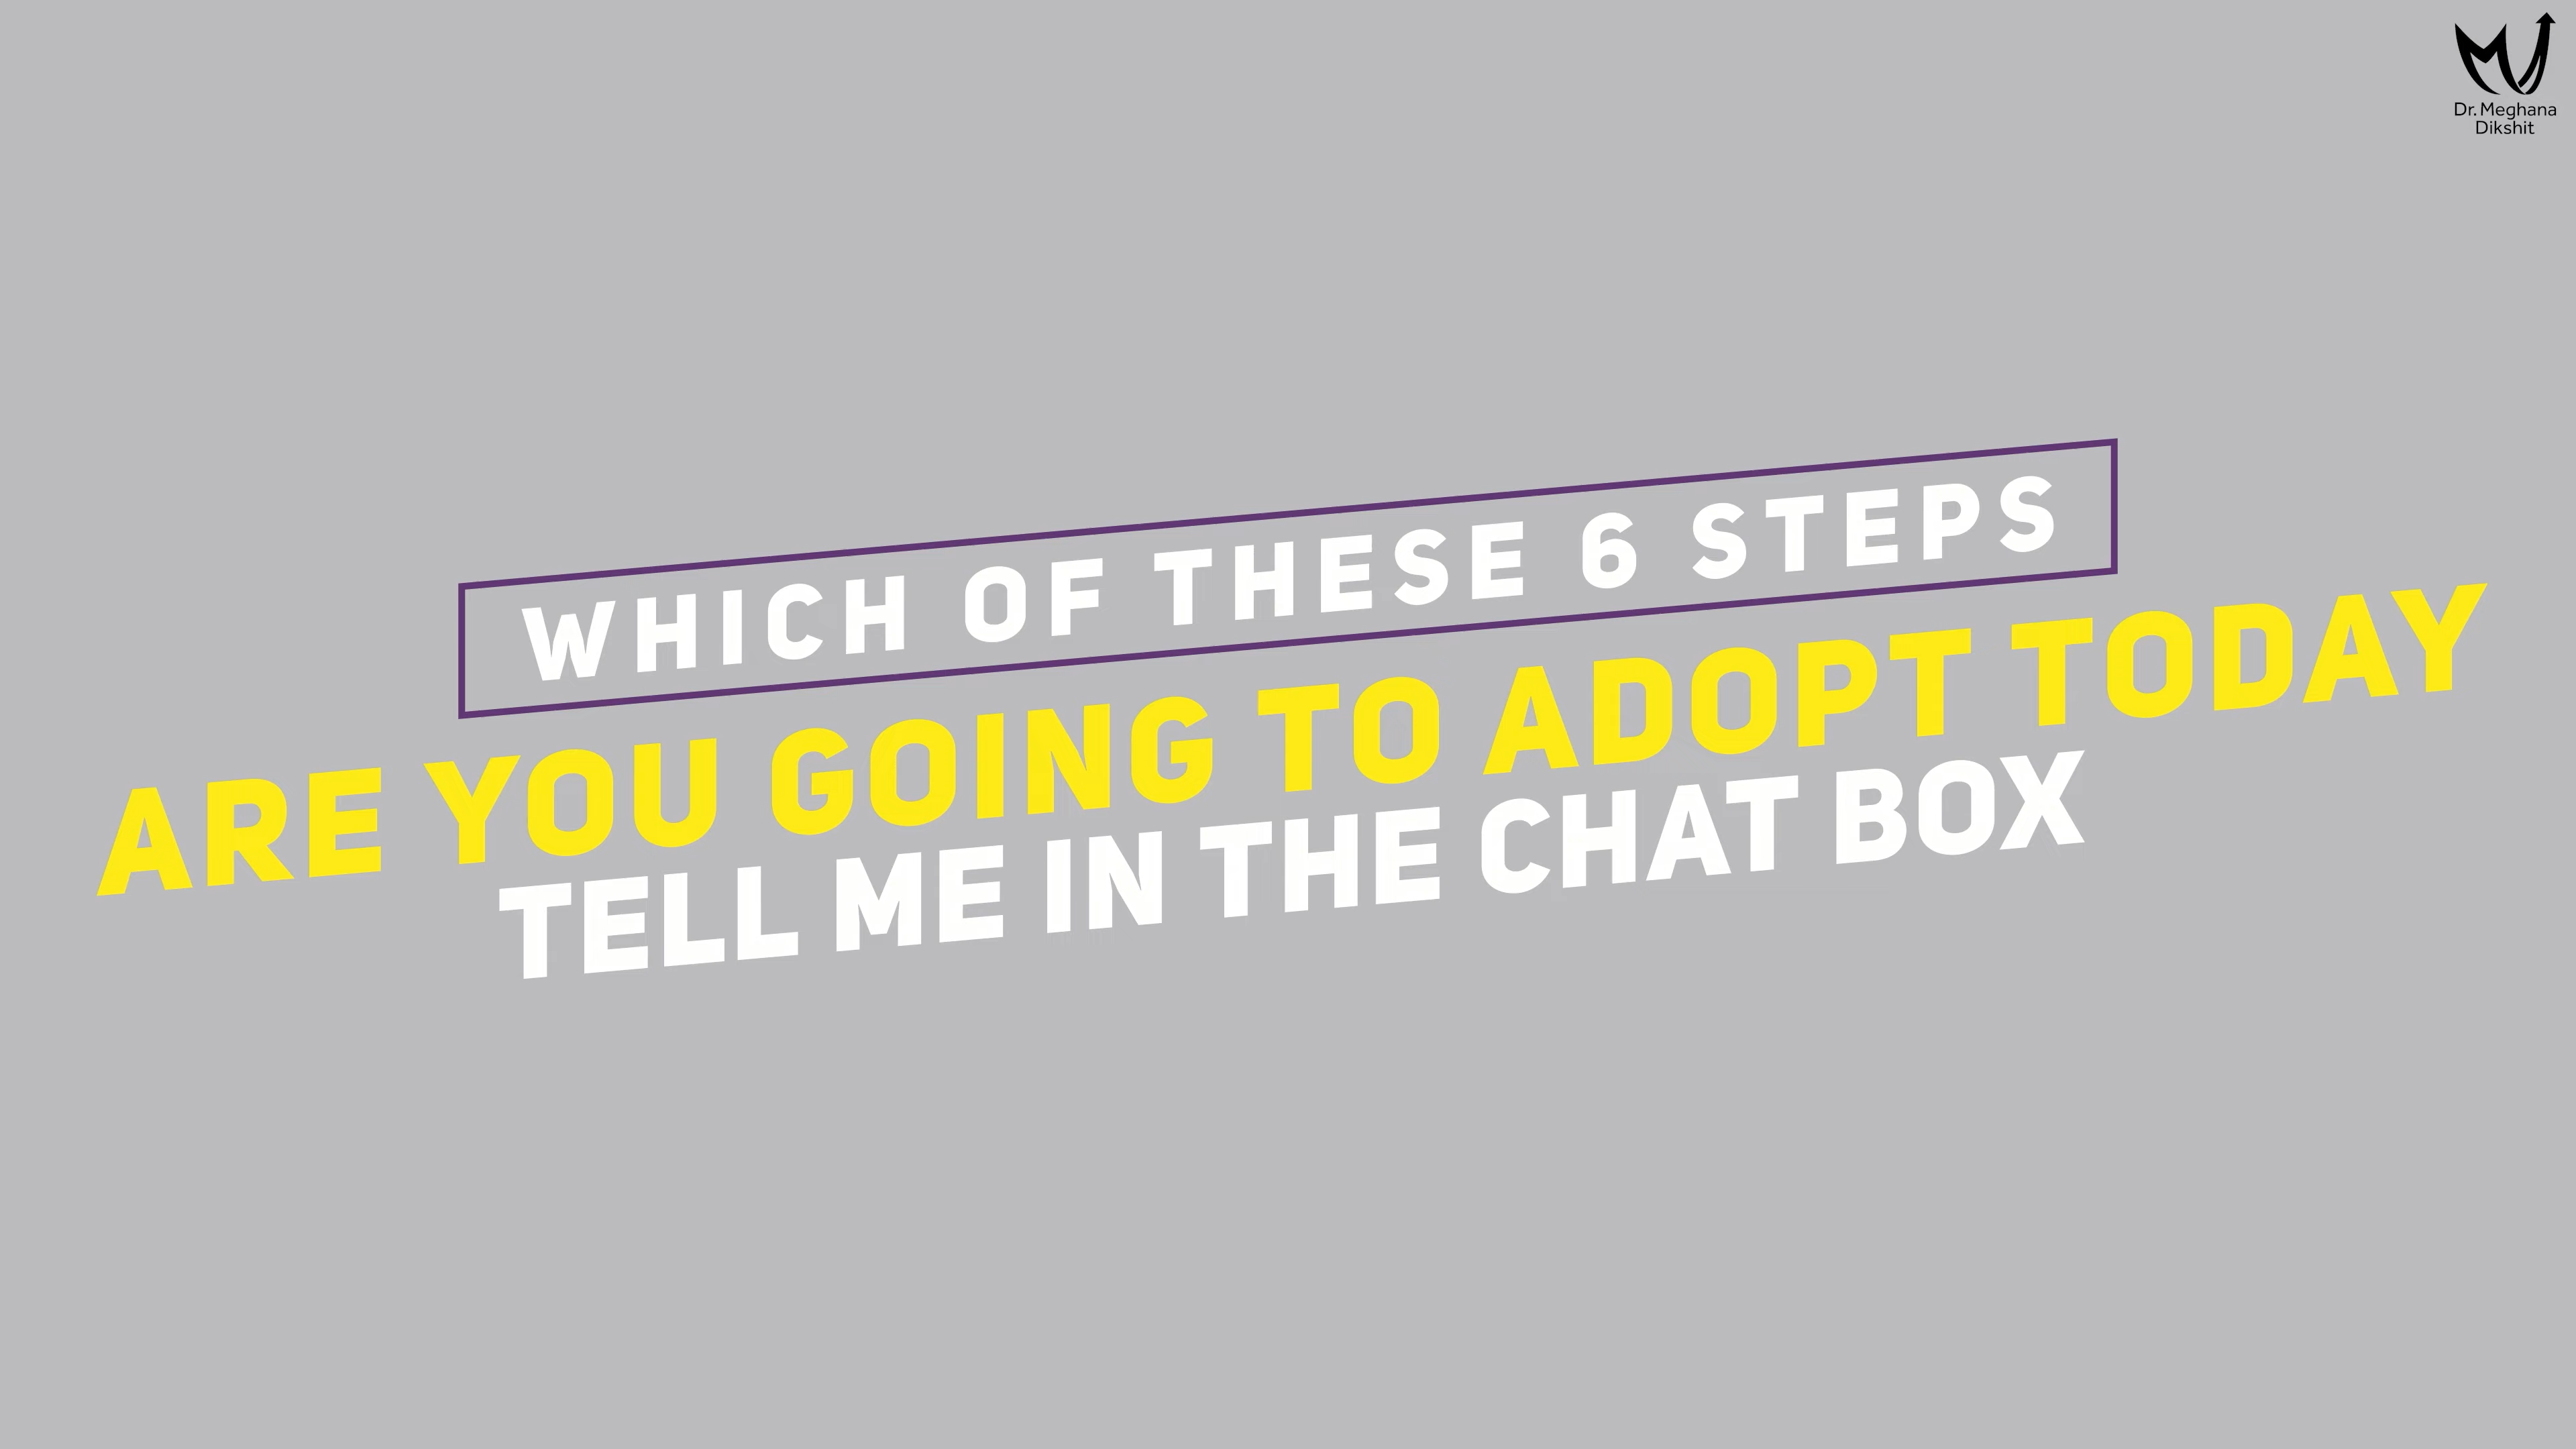 Dr. Meghana
Dikshit
WHICH OF THESE 6 STEPS
ARE YOU GOING TO ADOPT TODAY
TELL ME IN THE CHAT BOX